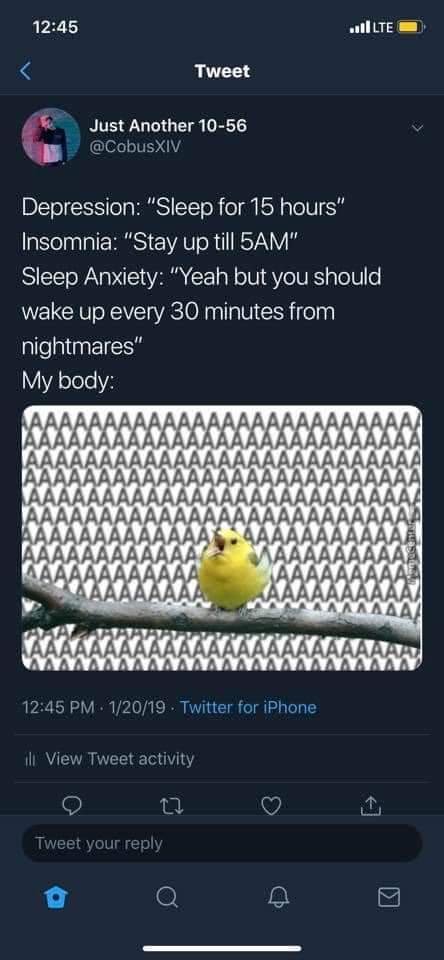 12:45
LTE
Tweet
Just Another 10-56
@CobusXIV
Depression: “Sleep for 15 hours”
Insomnia: “Stay up till 5AM”
Sleep Anxiety: “Yeah but you should
wake up every 30 minutes from
nightmares”
My body:
AAAAAAAAAAAAAAAAAAAAAA
12:45 PM · 1/20/19 · Twitter for iPhone
View Tweet activity
Tweet your reply